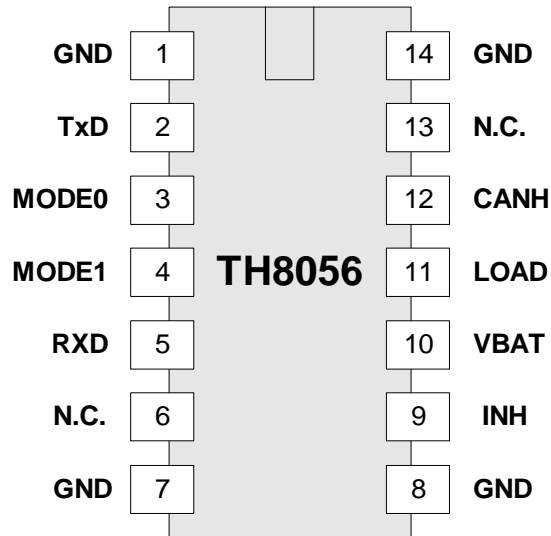 GND 1 14 GND
TxD 2 13 N.C.
MODE0 3 12 CANH
MODE1 4 TH8056 11 LOAD
RXD 5 10 VBAT
N.C. 6 9 INH
GND 7 8 GND